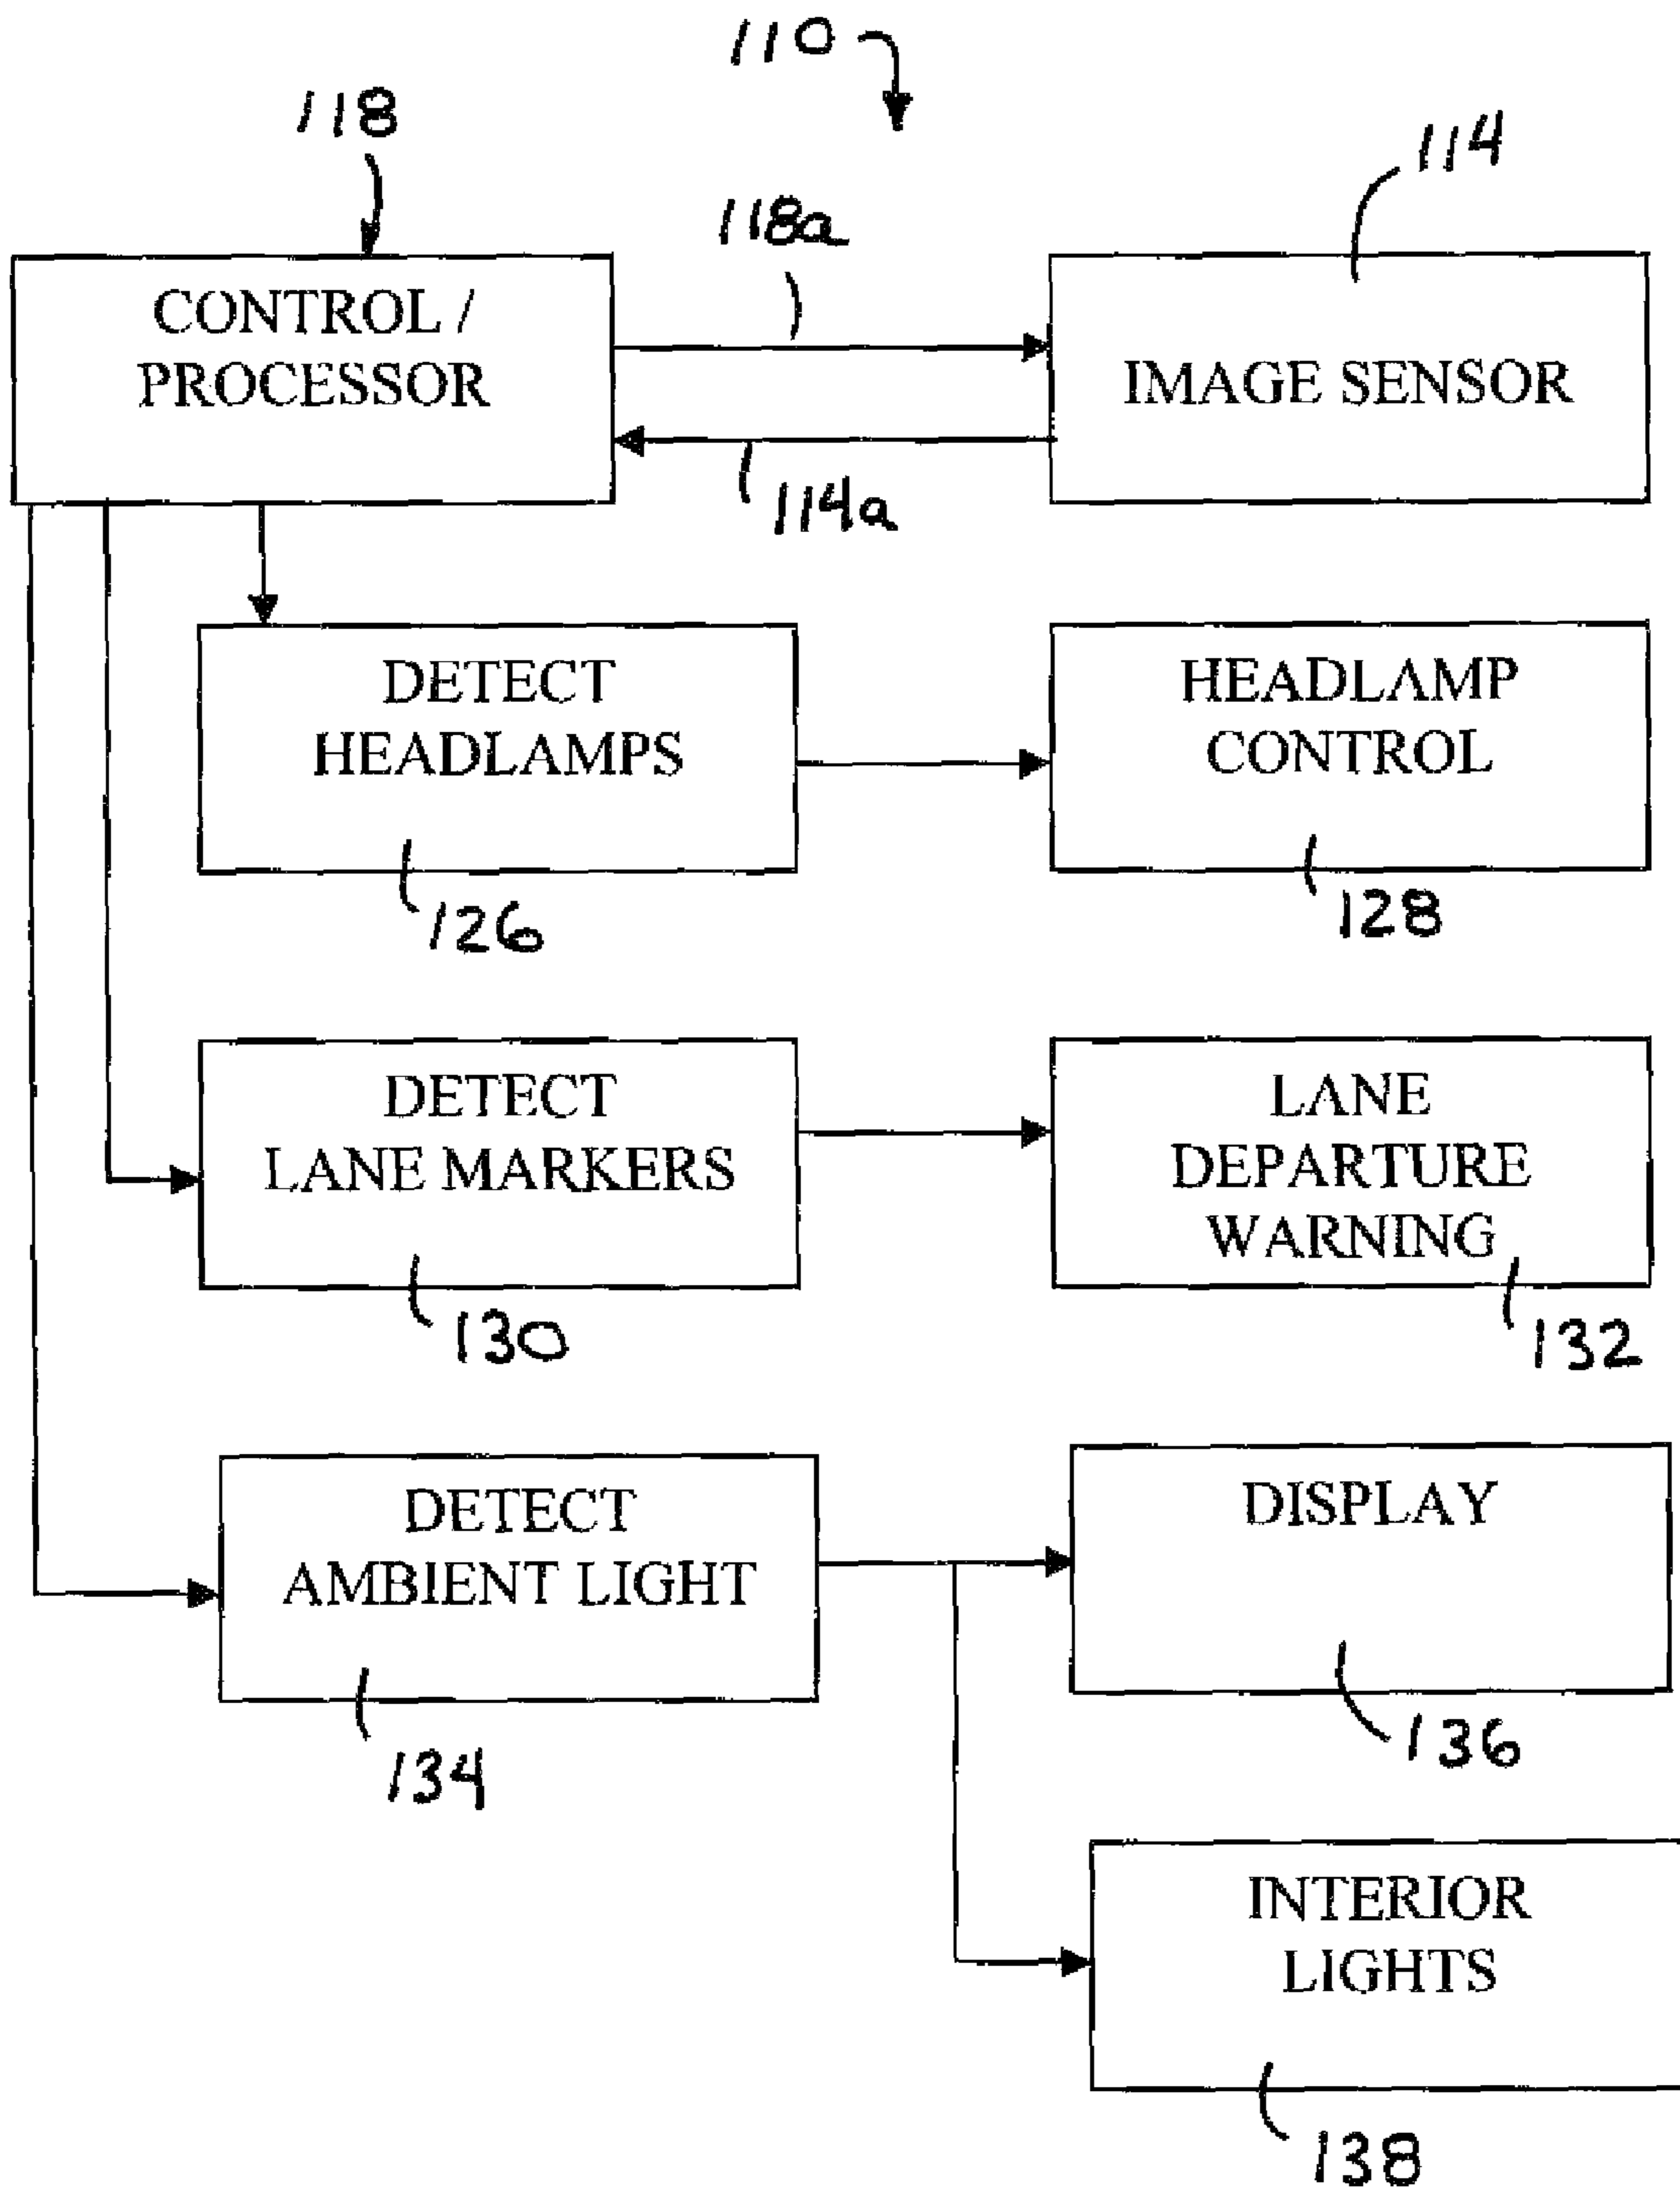 110
118
114
118a
CONTROL /
PROCESSOR
IMAGE SENSOR
114a
DETECT
HEADLAMPS
HEADLAMP
CONTROL
126
128
DETECT
LANE MARKERS
LANE
DEPARTURE
WARNING
130
132
DETECT
AMBIENT LIGHT
DISPLAY
134
136
INTERIOR
LIGHTS
138